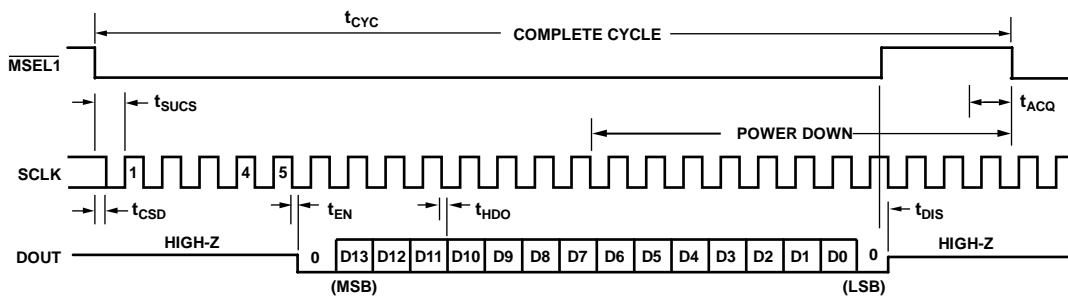 tCYC
COMPLETE CYCLE
MSEL1
tSUCS
tACQ
POWER DOWN
SCLK
1 4 5
tCSD
tEN
tHDO
tDIS
HIGH-Z
HIGH-Z
DOUT
0 D13 D12 D11 D10 D9 D8 D7 D6 D5 D4 D3 D2 D1 D0 0
(MSB) (LSB)